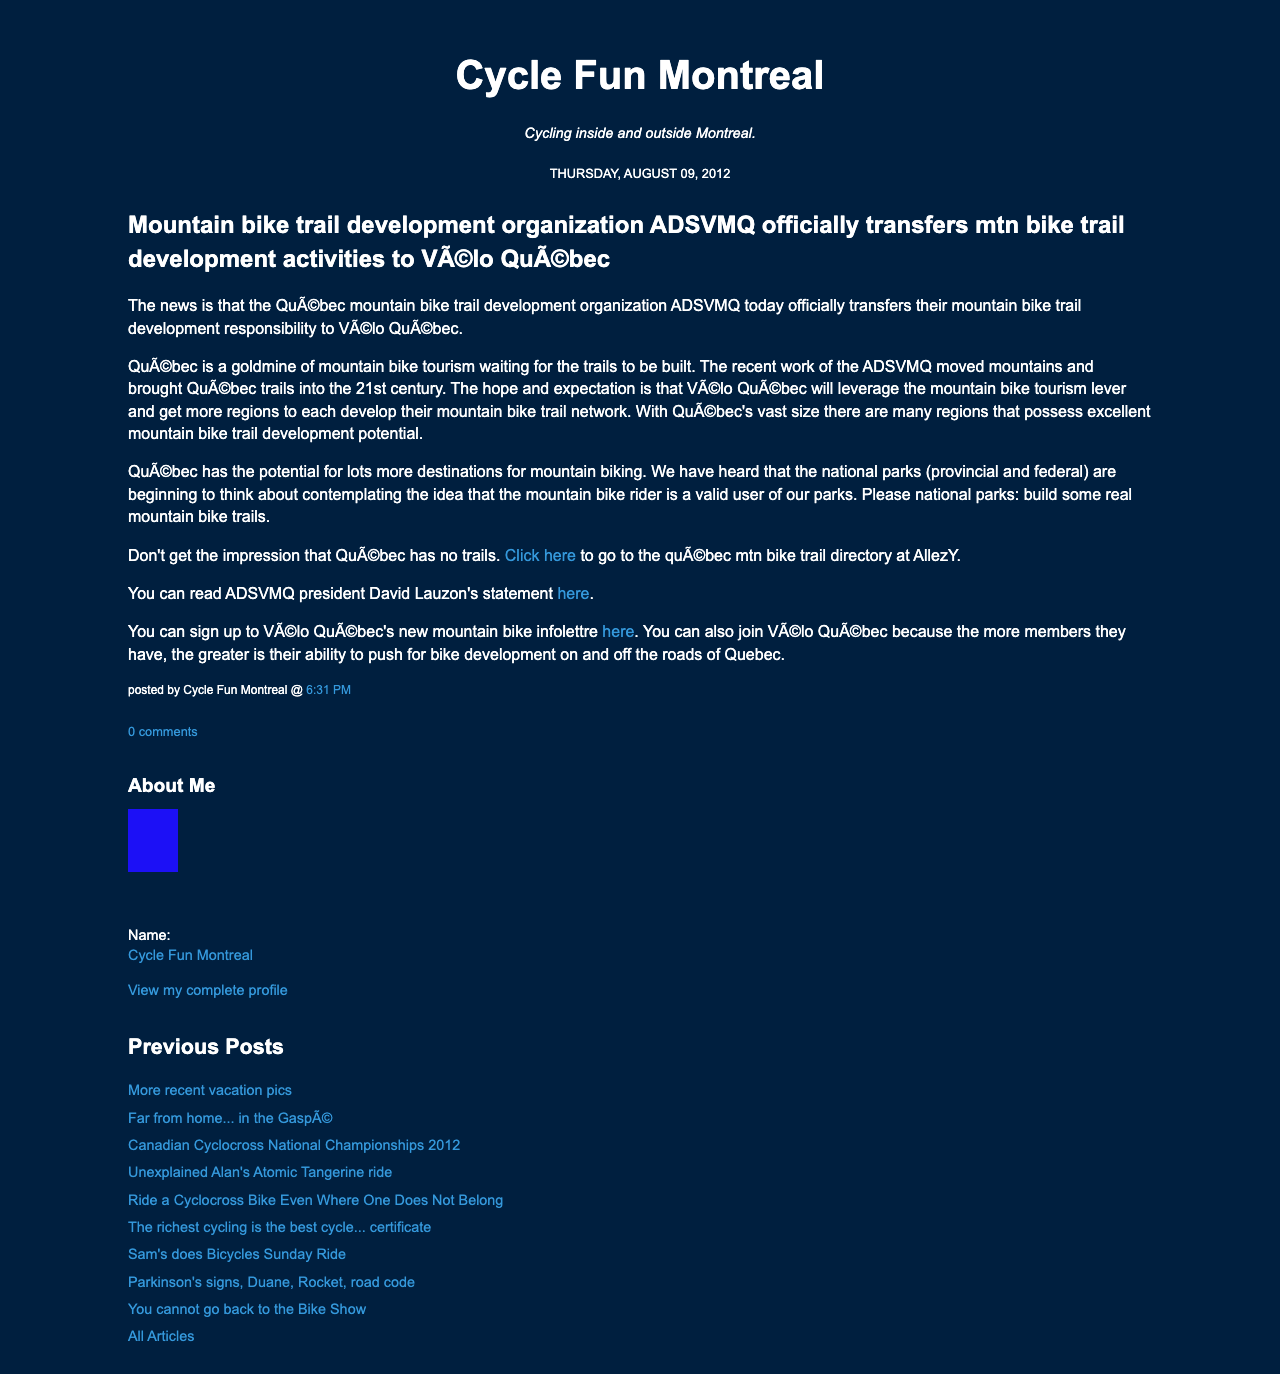 Cycle Fun Montreal
Cycling inside and outside Montreal.
THURSDAY, AUGUST 09, 2012
Mountain bike trail development organization ADSVMQ officially transfers mtn bike trail
development activities to VÃ©lo QuÃ©bec
The news is that the QuÃ©bec mountain bike trail development organization ADSVMQ today officially transfers their mountain bike trail
development responsibility to VÃ©lo QuÃ©bec.
QuÃ©bec is a goldmine of mountain bike tourism waiting for the trails to be built. The recent work of the ADSVMQ moved mountains and
brought QuÃ©bec trails into the 21st century. The hope and expectation is that VÃ©lo QuÃ©bec will leverage the mountain bike tourism lever
and get more regions to each develop their mountain bike trail network. With QuÃ©bec's vast size there are many regions that possess excellent
mountain bike trail development potential.
QuÃ©bec has the potential for lots more destinations for mountain biking. We have heard that the national parks (provincial and federal) are
beginning to think about contemplating the idea that the mountain bike rider is a valid user of our parks. Please national parks: build some real
mountain bike trails.
Don't get the impression that QuÃ©bec has no trails. Click here to go to the quÃ©bec mtn bike trail directory at AllezY.
You can read ADSVMQ president David Lauzon's statement here.
You can sign up to VÃ©lo QuÃ©bec's new mountain bike infolettre here. You can also join VÃ©lo QuÃ©bec because the more members they
have, the greater is their ability to push for bike development on and off the roads of Quebec.
posted by Cycle Fun Montreal @ 6:31 PM
0 comments
About Me
Name:
Cycle Fun Montreal
View my complete profile
Previous Posts
More recent vacation pics
Far from home... in the GaspÃ©
Canadian Cyclocross National Championships 2012
Unexplained Alan's Atomic Tangerine ride
Ride a Cyclocross Bike Even Where One Does Not Belong
The richest cycling is the best cycle... certificate
Sam's does Bicycles Sunday Ride
Parkinson's signs, Duane, Rocket, road code
You cannot go back to the Bike Show
All Articles